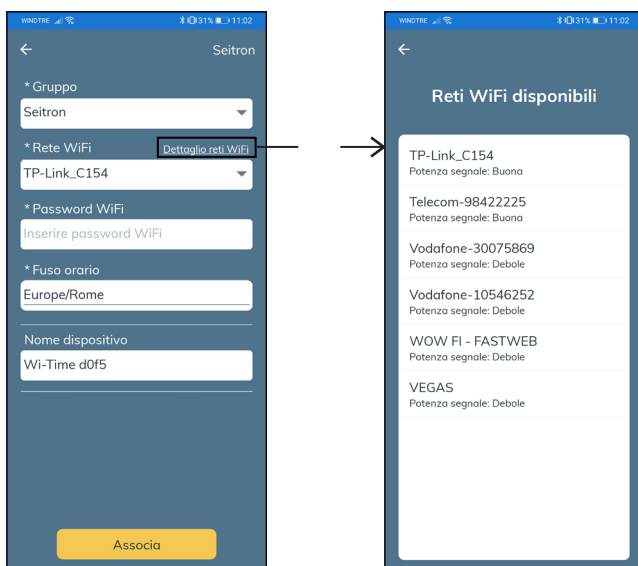 WINDTRE
31% 11:02
Seitron
* Gruppo
Seitron
* Rete WiFi Dettaglio reti WiFi
TP-Link_C154
* Password WiFi
Inserire password WiFi
* Fuso orario
Europe/Rome
Nome dispositivo
Wi-Time d0f5
Associa
WINDTRE
31% 11:02
Reti WiFi disponibili
TP-Link_C154
Potenza segnale: Buona
Telecom-98422225
Potenza segnale: Buona
Vodafone-30075869
Potenza segnale: Debole
Vodafone-10546252
Potenza segnale: Debole
WOW FI - FASTWEB
Potenza segnale: Debole
VEGAS
Potenza segnale: Debole